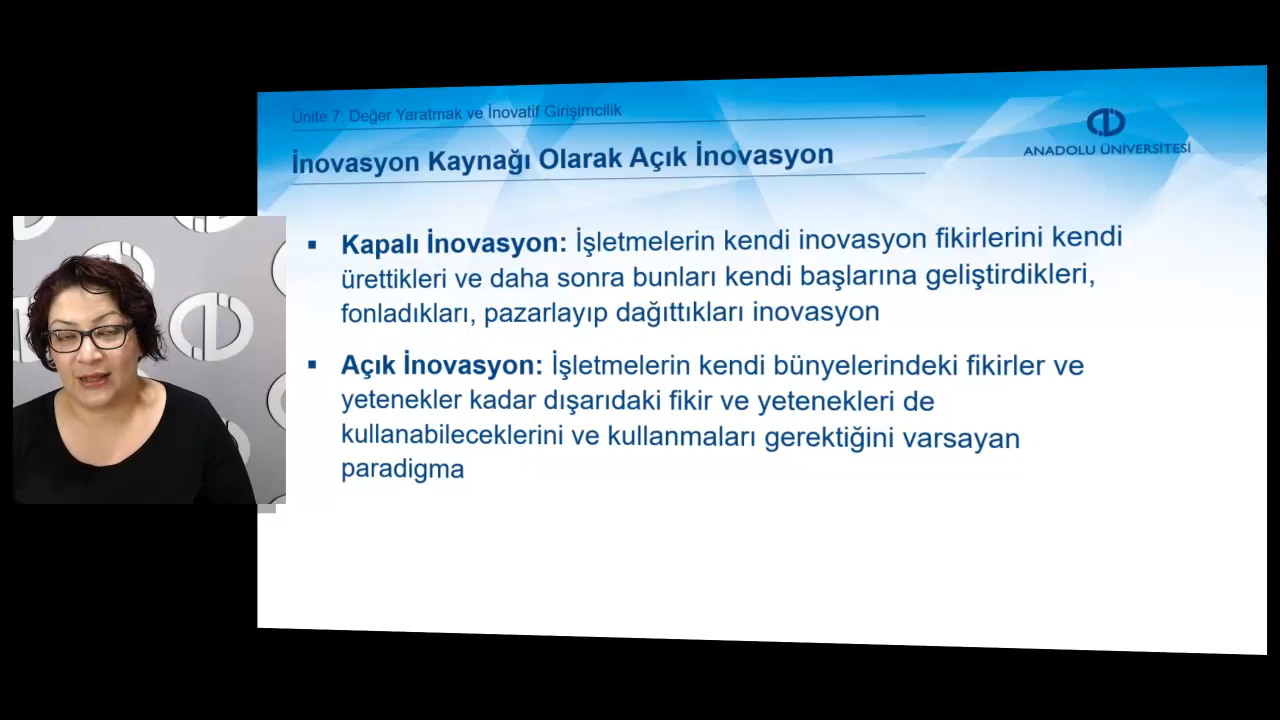 Ünite 7: Değer Yaratmak ve İnovatif Girişimcilik
İnovasyon Kaynağı Olarak Açık İnovasyon
ANADOLU ÜNİVERSİTESİ
▪ Kapalı İnovasyon: İşletmelerin kendi inovasyon fikirlerini kendi
ürettikleri ve daha sonra bunları kendi başlarına geliştirdikleri,
fonladıkları, pazarlayıp dağıttıkları inovasyon
▪ Açık İnovasyon: İşletmelerin kendi bünyelerindeki fikirler ve
yetenekler kadar dışarıdaki fikir ve yetenekleri de
kullanabileceklerini ve kullanmaları gerektiğini varsayan
paradigma